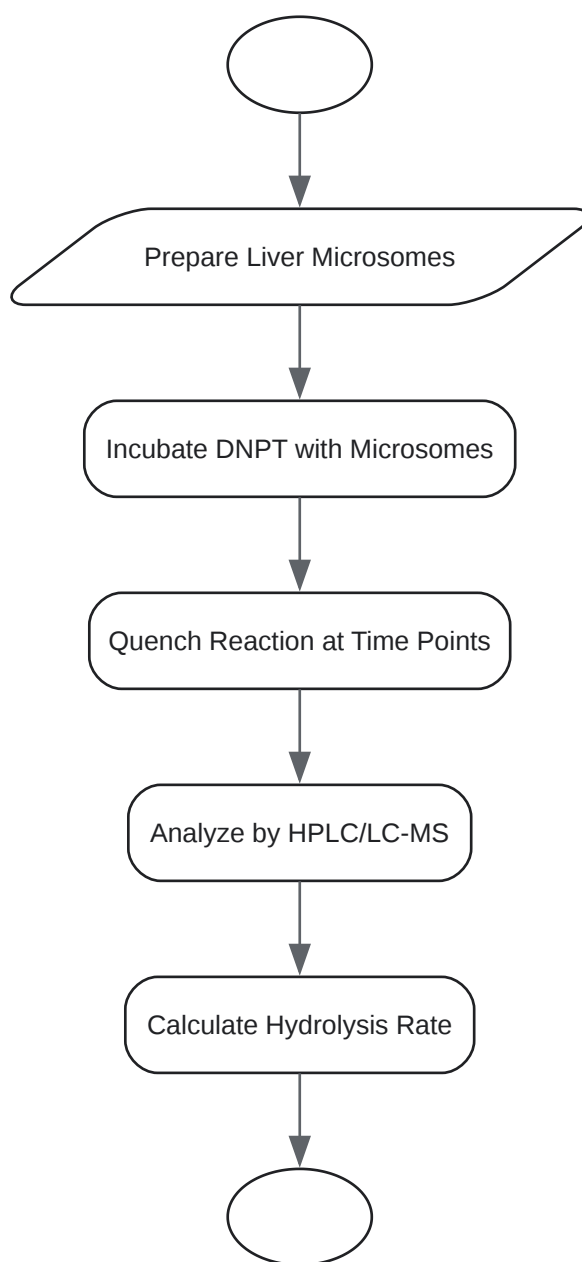 Prepare Liver Microsomes
Incubate DNPT with Microsomes
Quench Reaction at Time Points
Analyze by HPLC/LC-MS
Calculate Hydrolysis Rate